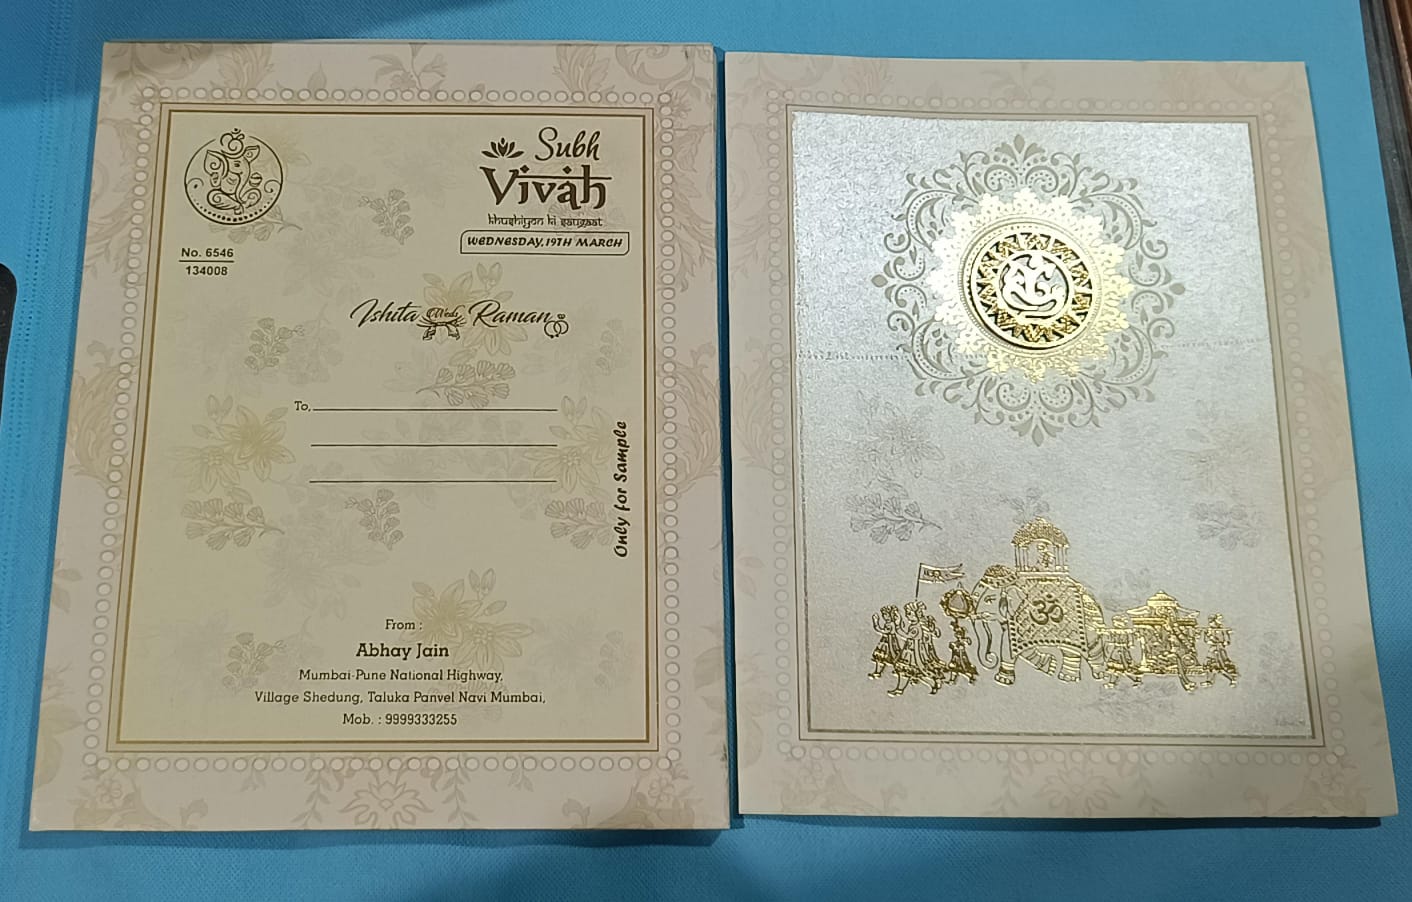 Subh
Vivah
khushiyon ki saugaat
WEDNESDAY, 19TH MARCH
No. 6546
134008
Ishita Weds Raman
To,
Only for Sample
From :
Abhay Jain
Mumbai-Pune National Highway,
Village Shedung, Taluka Panvel Navi Mumbai,
Mob. : 9999333255
ॐ